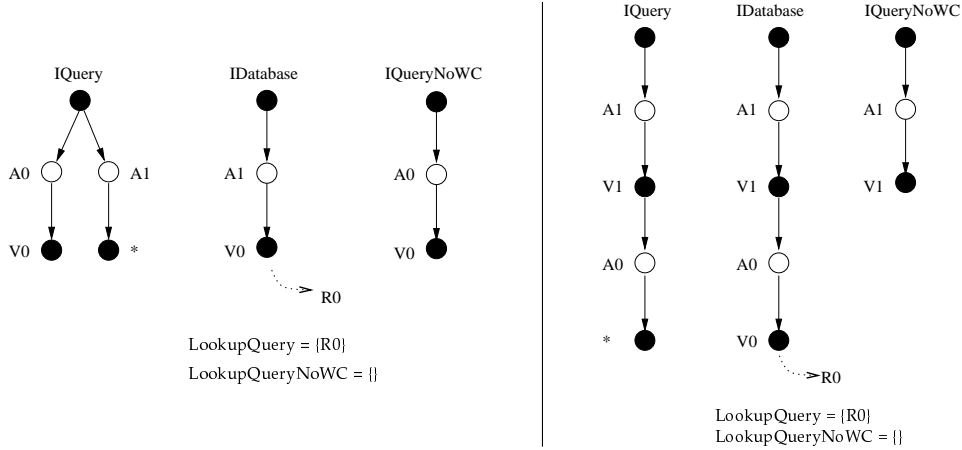 IQuery IDatabase IQueryNoWC
A0 A1 A1 A0
V0 * V0 V0
R0
LookupQuery = {R0}
LookupQueryNoWC = {}
IQuery IDatabase IQueryNoWC
A1 A1 A1
V1 V1 V1
A0 A0
* V0
R0
LookupQuery = {R0}
LookupQueryNoWC = {}